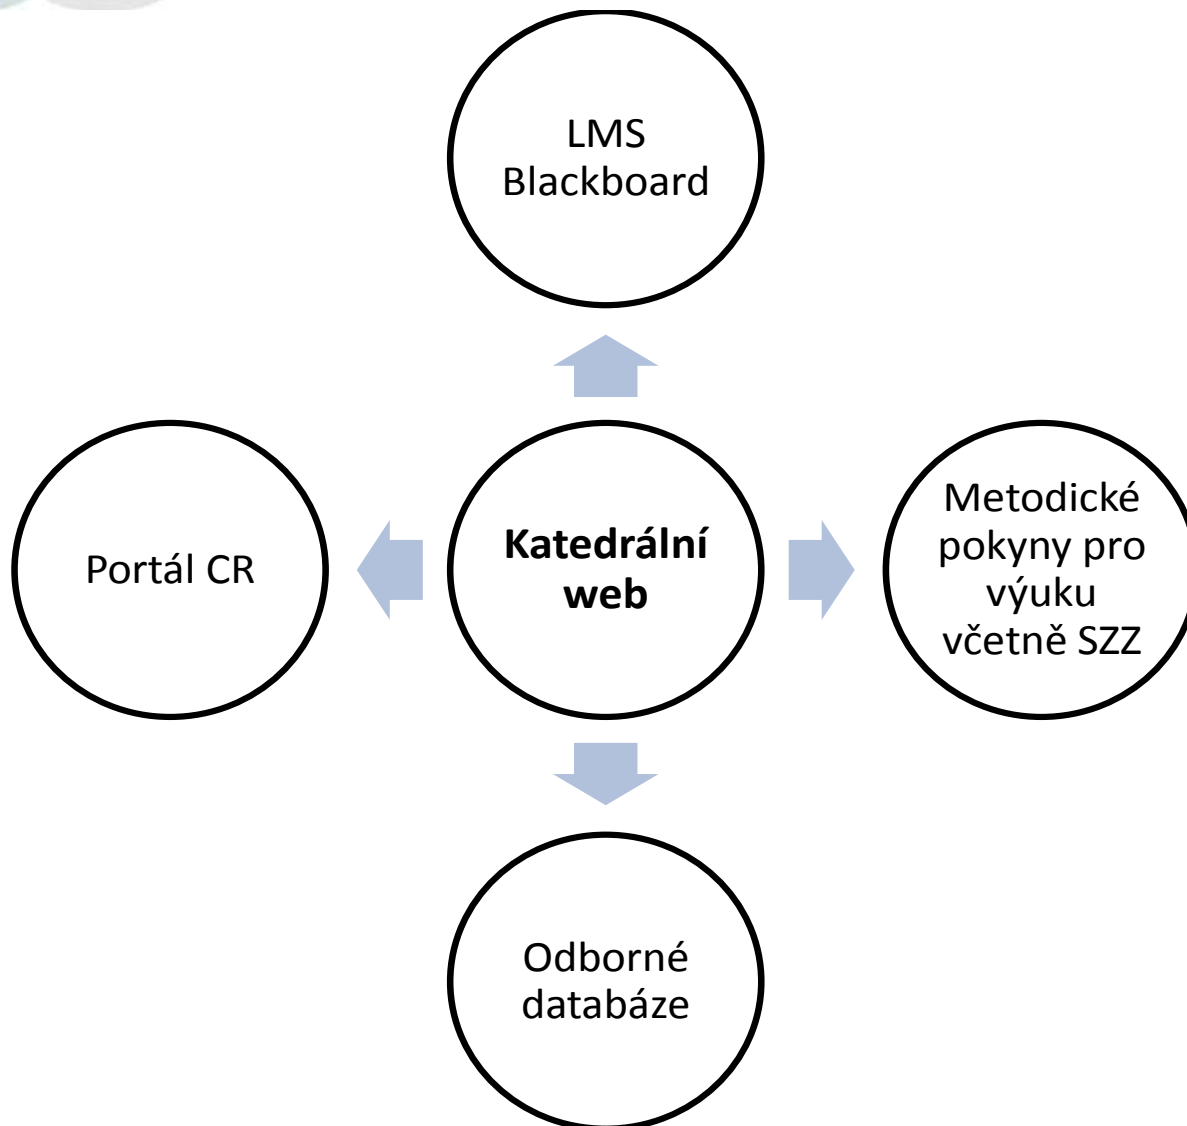 LMS
Blackboard
Portál CR
Katedrální
web
Metodické
pokyny pro
výuku
včetně SZZ
Odborné
databáze